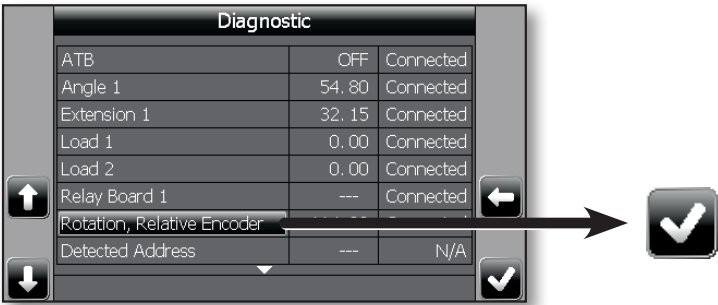 Diagnostic
ATB OFF Connected
Angle 1 54.80 Connected
Extension 1 32.15 Connected
Load 1 0.00 Connected
Load 2 0.00 Connected
Relay Board 1 --- Connected
Rotation, Relative Encoder
Detected Address --- N/A